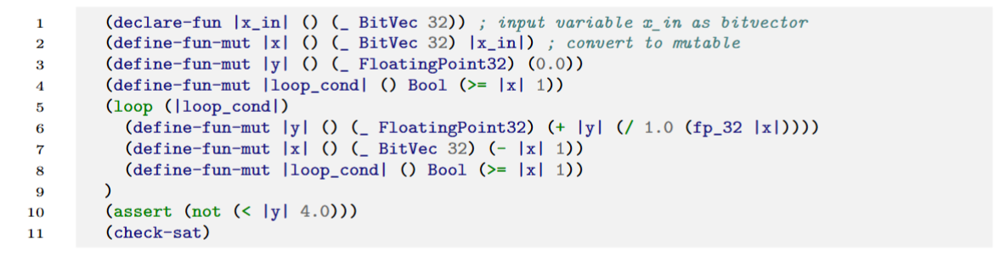 1 (declare-fun |x_in| () (_ BitVec 32)) ; input variable x_in as bitvector
2 (define-fun-mut |x| () (_ BitVec 32) |x_in|) ; convert to mutable
3 (define-fun-mut |y| () (_ FloatingPoint32) (0.0))
4 (define-fun-mut |loop_cond| () Bool (>= |x| 1))
5 (loop (|loop_cond|)
6 (define-fun-mut |y| () (_ FloatingPoint32) (+ |y| (/ 1.0 (fp_32 |x|))))
7 (define-fun-mut |x| () (_ BitVec 32) (- |x| 1))
8 (define-fun-mut |loop_cond| () Bool (>= |x| 1))
9 )
10 (assert (not (< |y| 4.0)))
11 (check-sat)